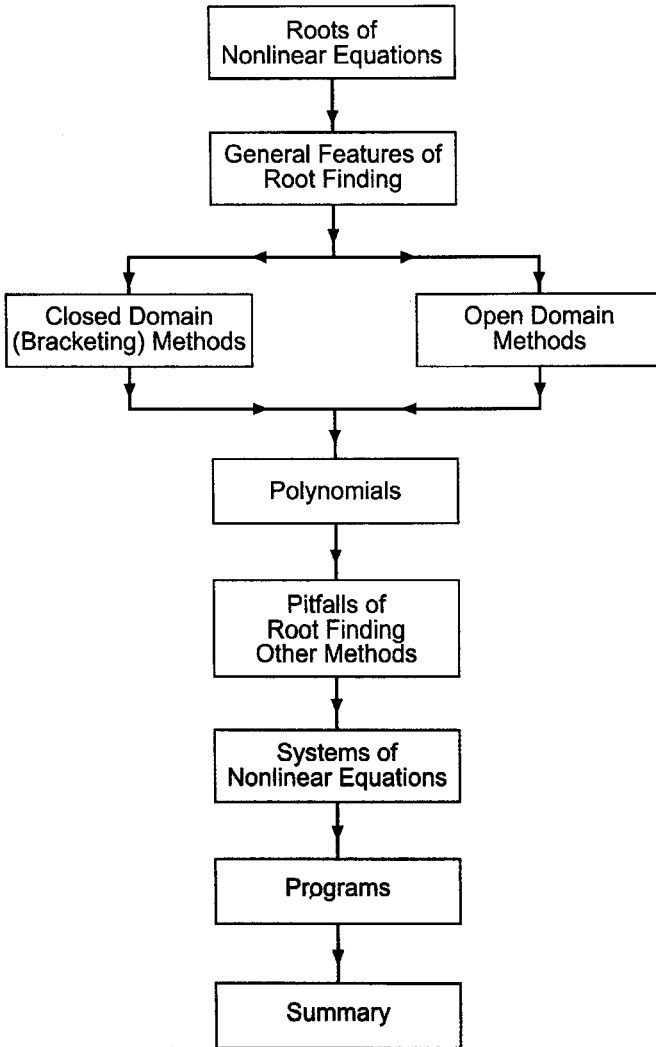 Roots of
Nonlinear Equations
General Features of
Root Finding
Closed Domain
(Bracketing) Methods
Open Domain
Methods
Polynomials
Pitfalls of
Root Finding
Other Methods
Systems of
Nonlinear Equations
Programs
Summary